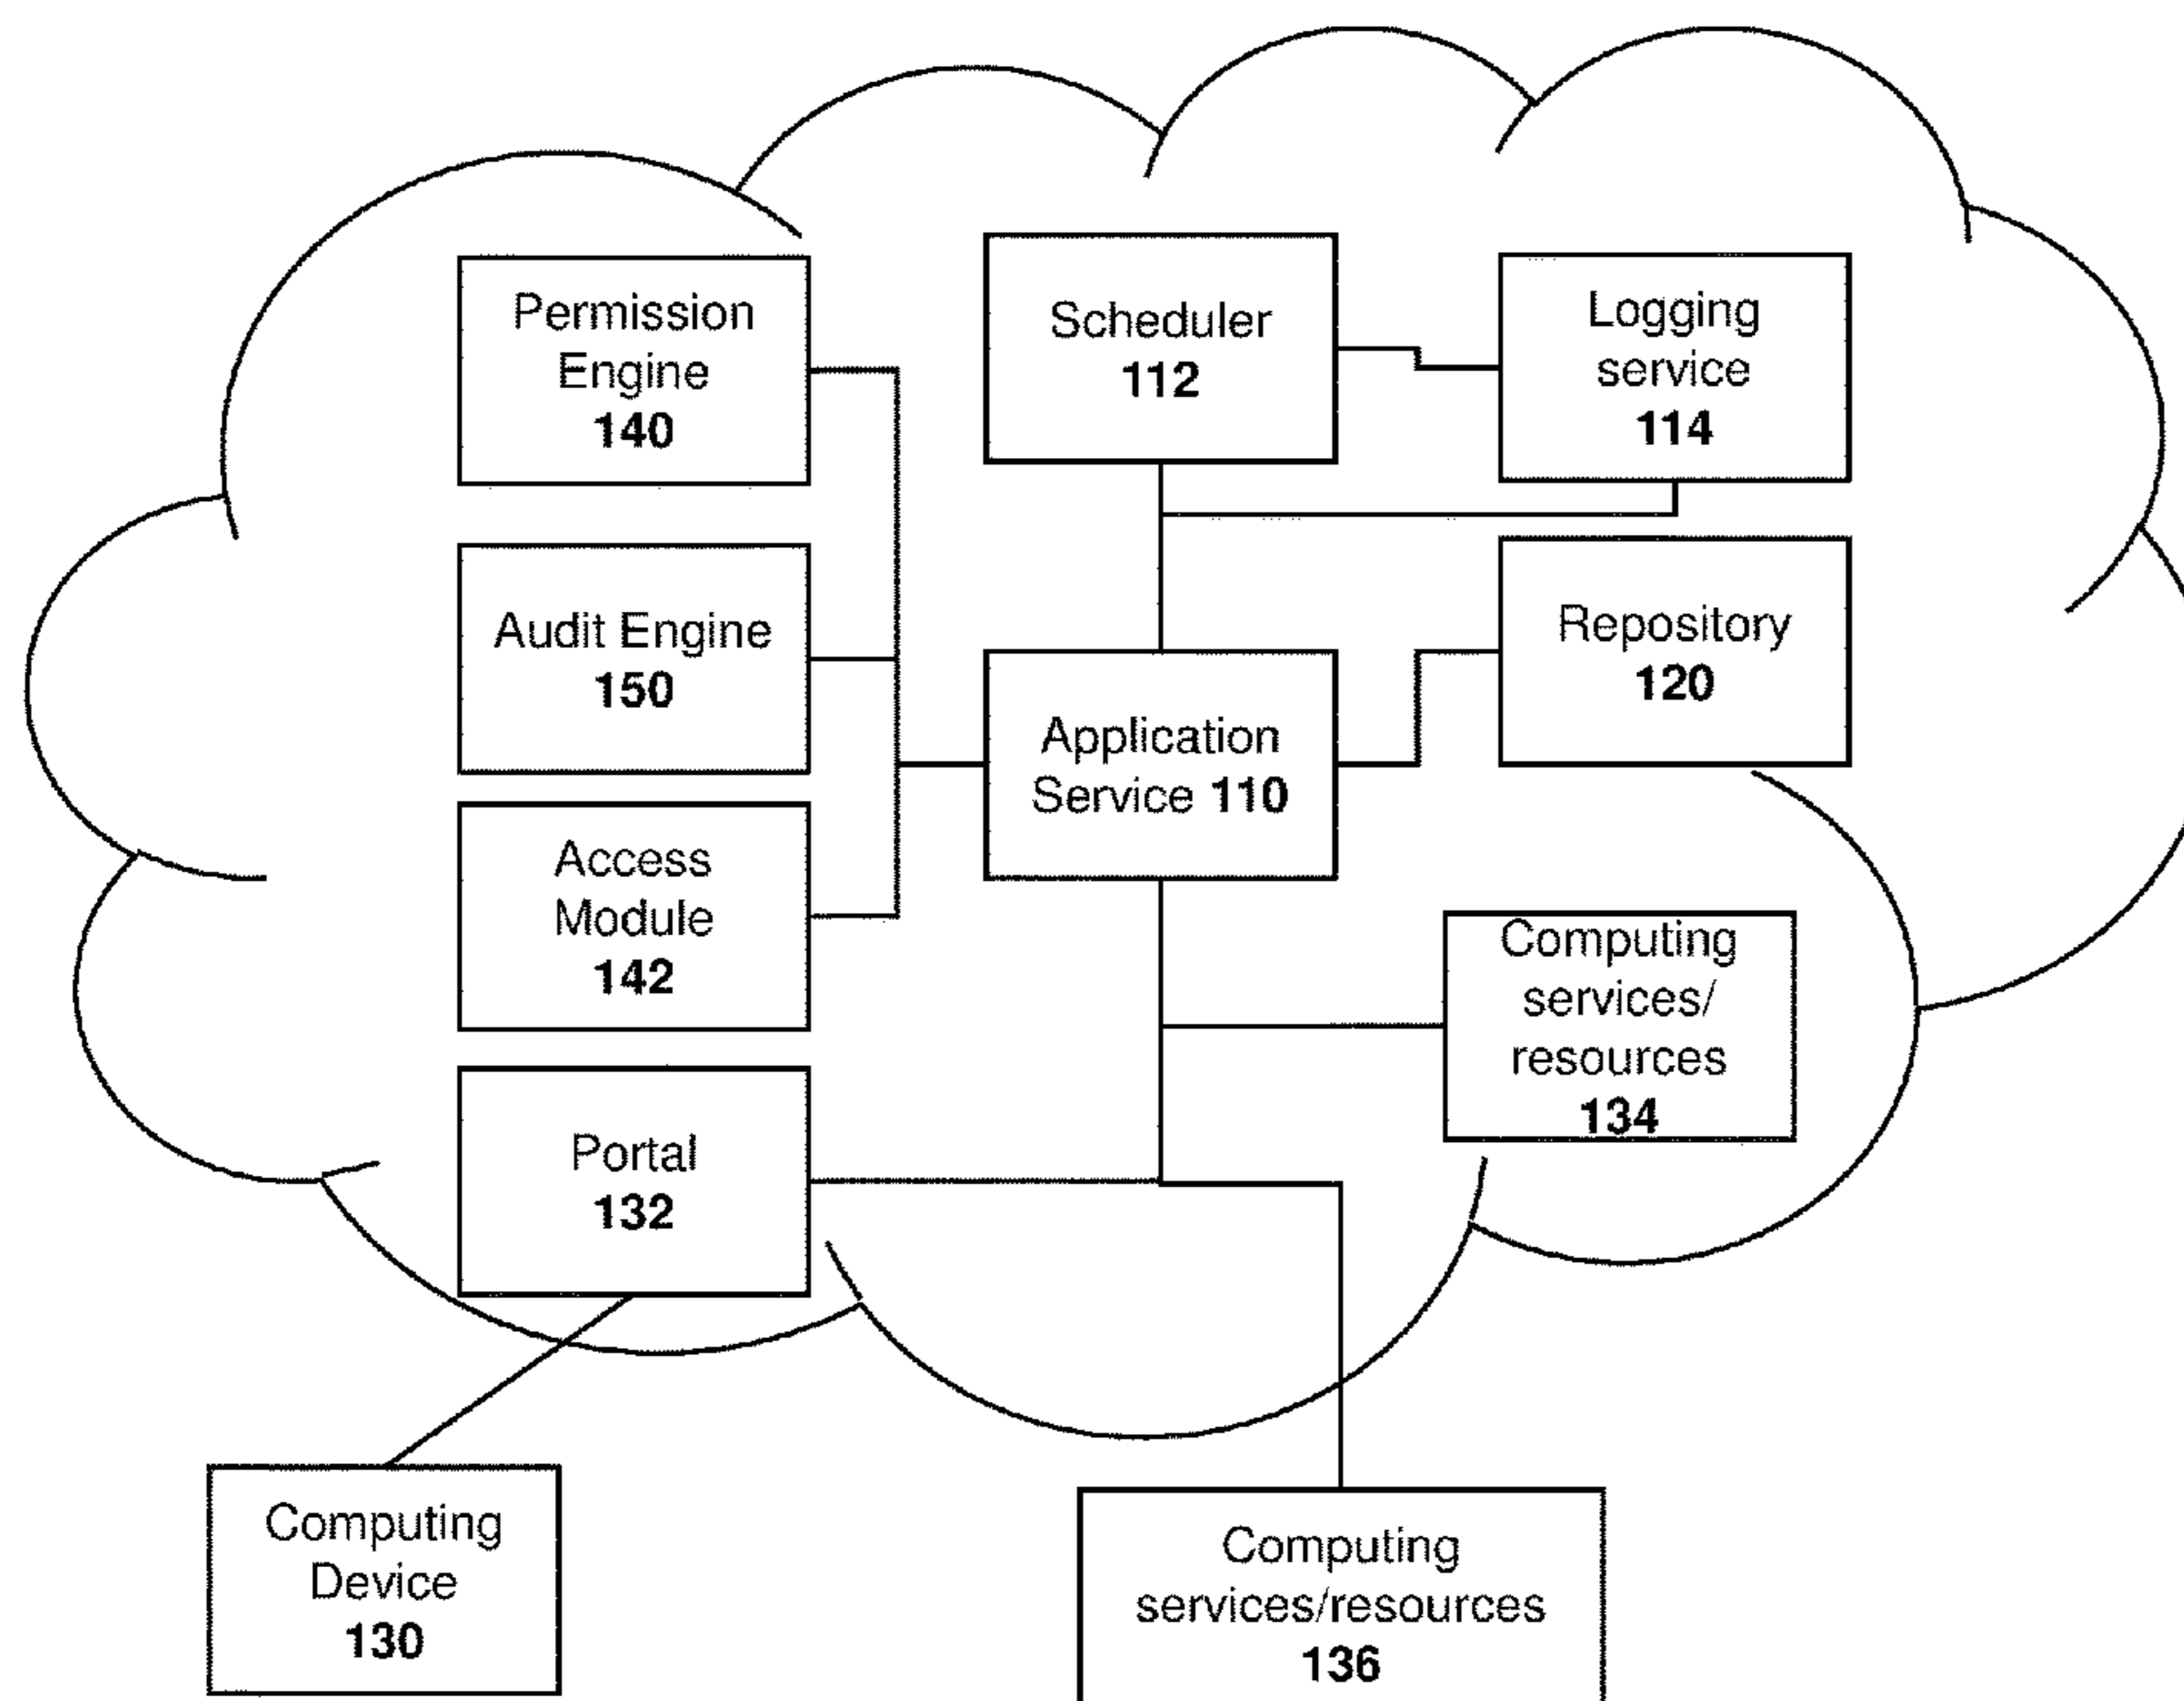 Permission
Engine
140
Scheduler
112
Logging
service
114
Audit Engine
150
Repository
120
Application
Service 110
Access
Module
142
Computing
services/
resources
134
Portal
132
Computing
Device
130
Computing
services/resources
136